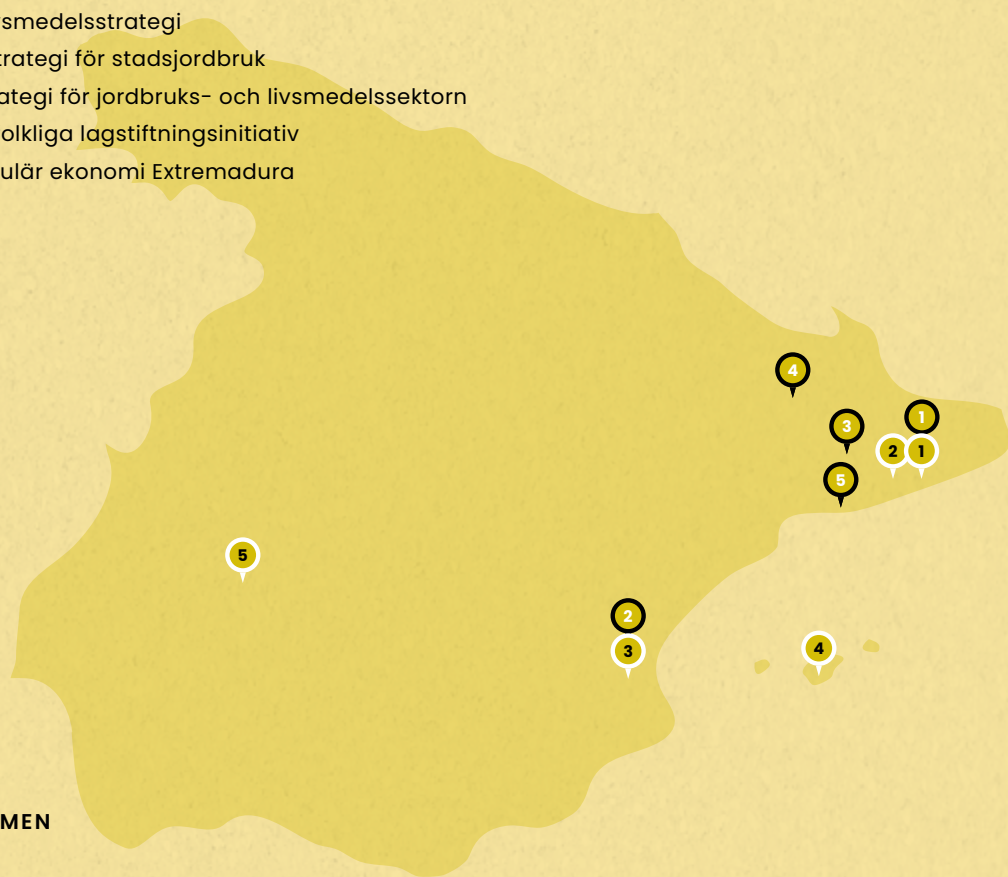 vsmedelsstrategi
trategi för stadsjordbruk
ategi för jordbruks- och livsmedelssektorn
olkliga lagstiftningsinitiativ
ulär ekonomi Extremadura
4
1
3
2 1
5
5
2
3
4
MEN